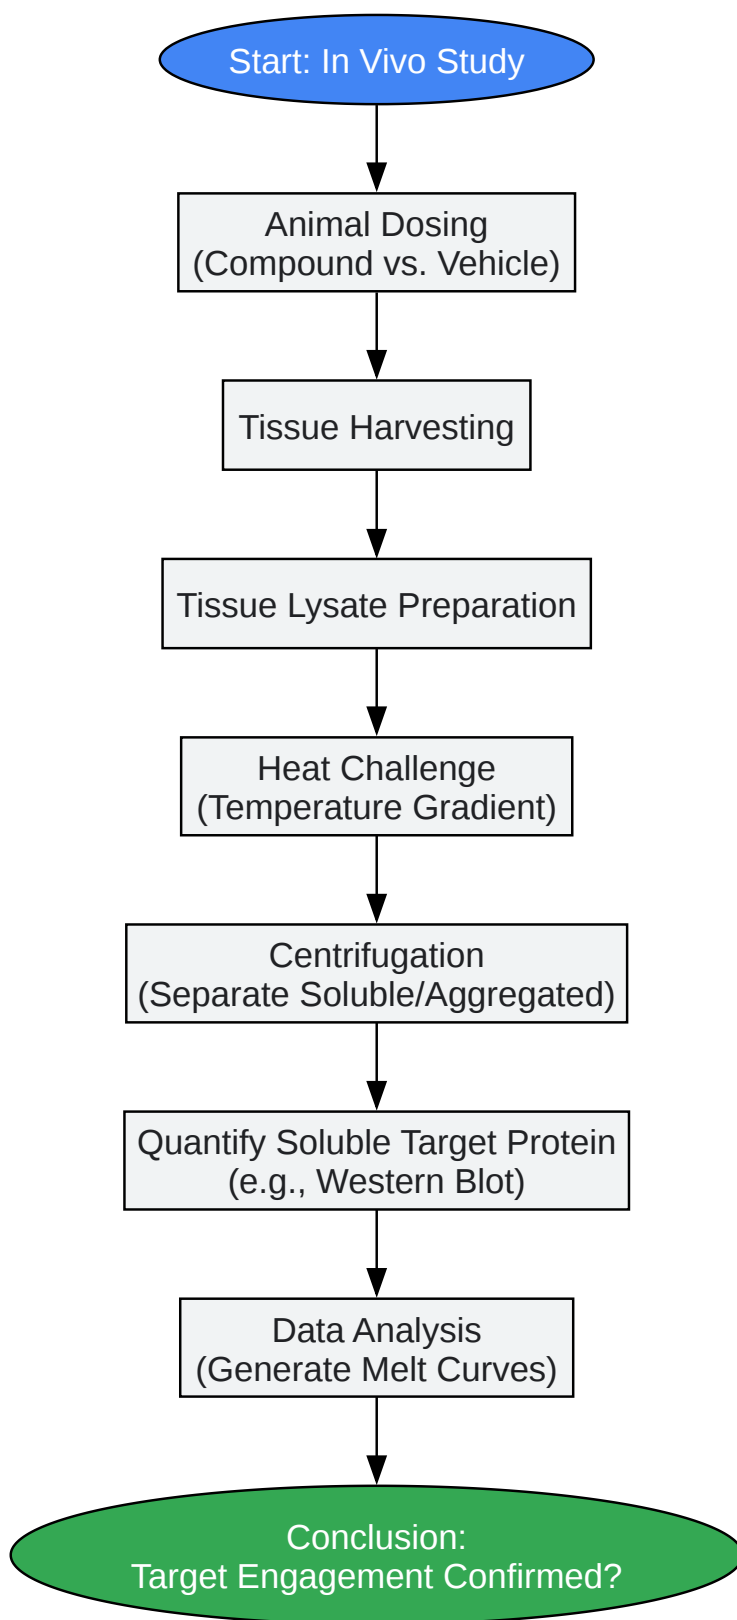 Start: In Vivo Study
Animal Dosing
(Compound vs. Vehicle)
Tissue Harvesting
Tissue Lysate Preparation
Heat Challenge
(Temperature Gradient)
Centrifugation
(Separate Soluble/Aggregated)
Quantify Soluble Target Protein
(e.g., Western Blot)
Data Analysis
(Generate Melt Curves)
Conclusion:
Target Engagement Confirmed?